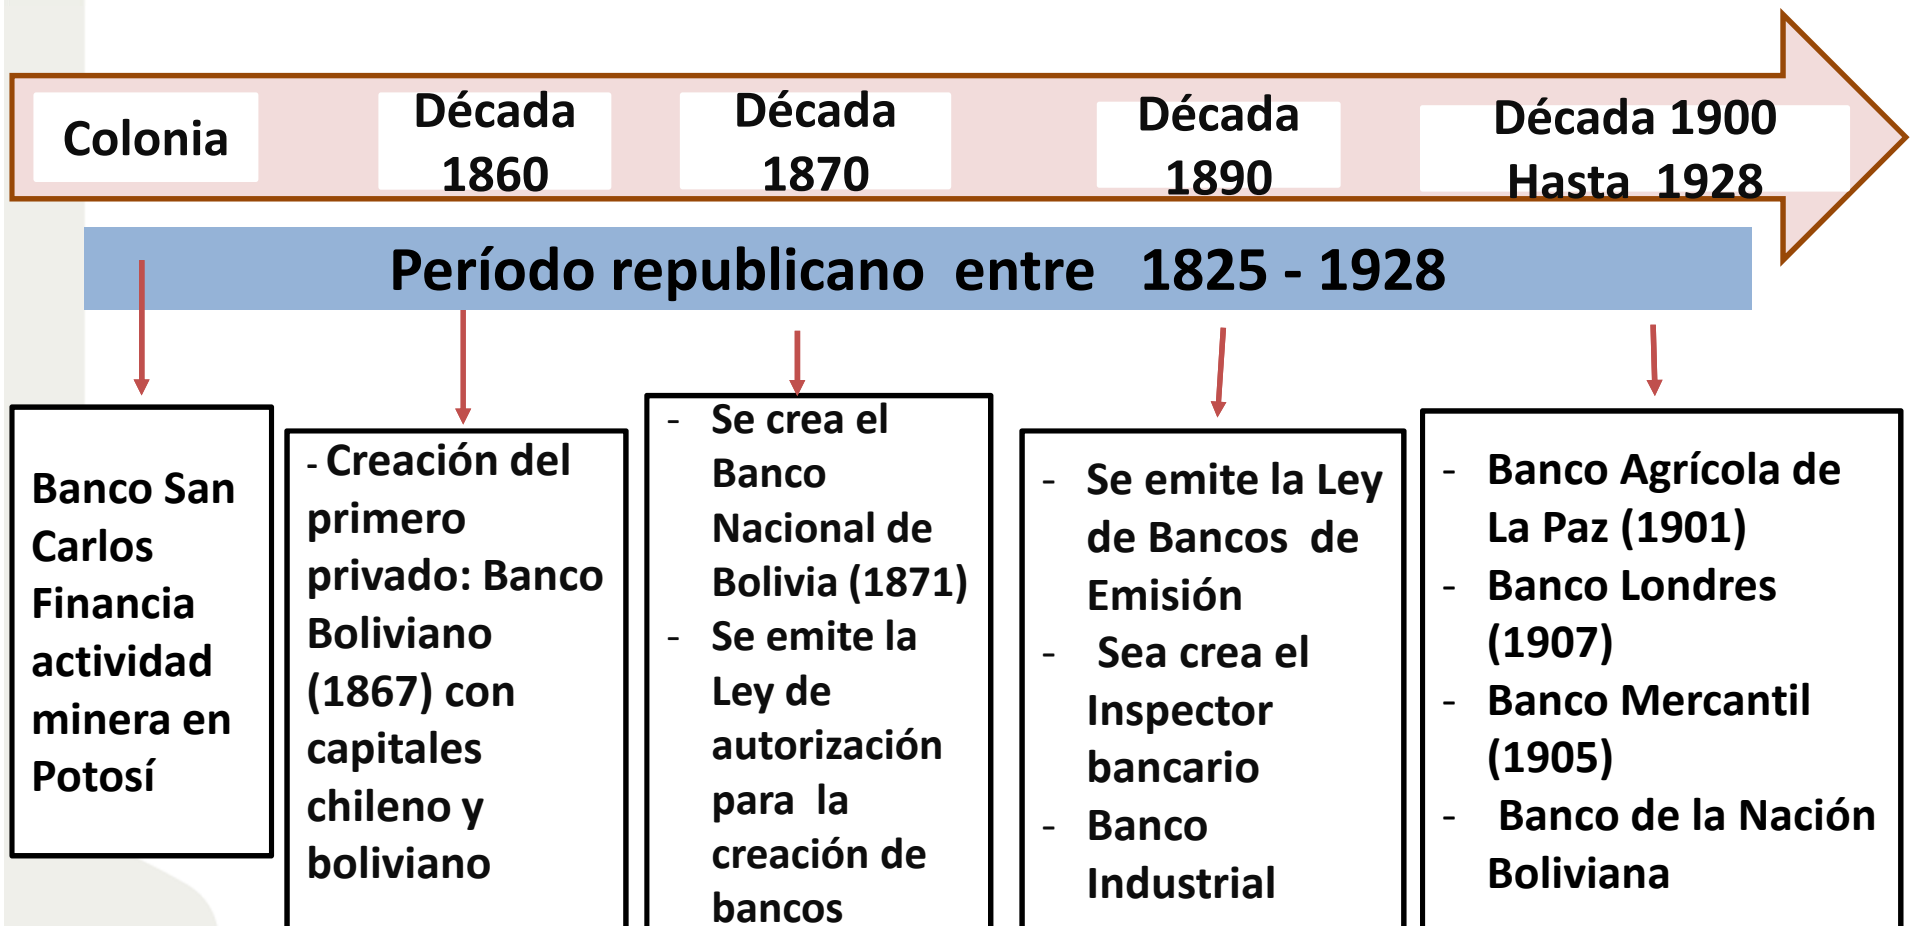 Colonia
Década
1860
Década
1870
Década
1890
Década 1900
Hasta 1928
Período republicano entre 1825 - 1928
Banco San
Carlos
Financia
actividad
minera en
Potosí
- Creación del
primero
privado: Banco
Boliviano
(1867) con
capitales
chileno y
boliviano
- Se crea el
Banco
Nacional de
Bolivia (1871)
- Se emite la
Ley de
autorización
para la
creación de
bancos
- Se emite la Ley
de Bancos de
Emisión
- Sea crea el
Inspector
bancario
- Banco
Industrial
- Banco Agrícola de
La Paz (1901)
- Banco Londres
(1907)
- Banco Mercantil
(1905)
- Banco de la Nación
Boliviana